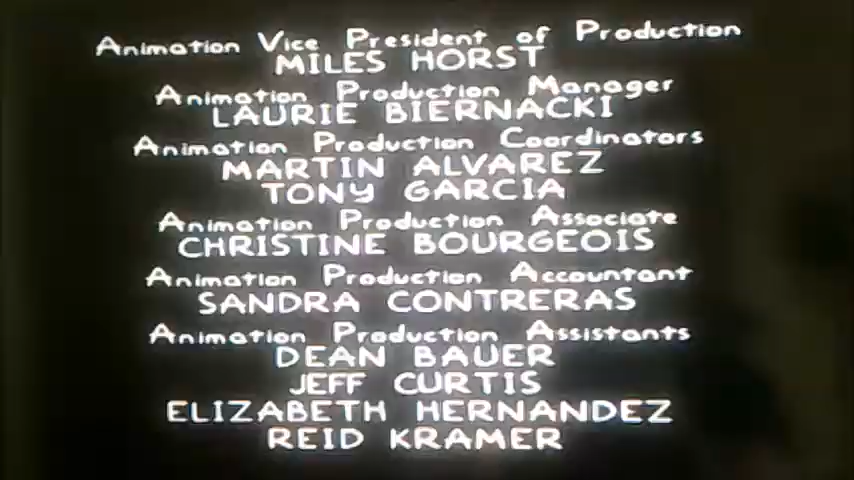 Animation Vice President of Production
MILES HORST
Animation Production Manager
LAURIE BIERNACKI
Animation Production Coordinators
MARTIN ALVAREZ
TONY GARCIA
Animation Production Associate
CHRISTINE BOURGEOIS
Animation Production Accountant
SANDRA CONTRERAS
Animation Production Assistants
DEAN BAUER
JEFF CURTIS
ELIZABETH HERNANDEZ
REID KRAMER